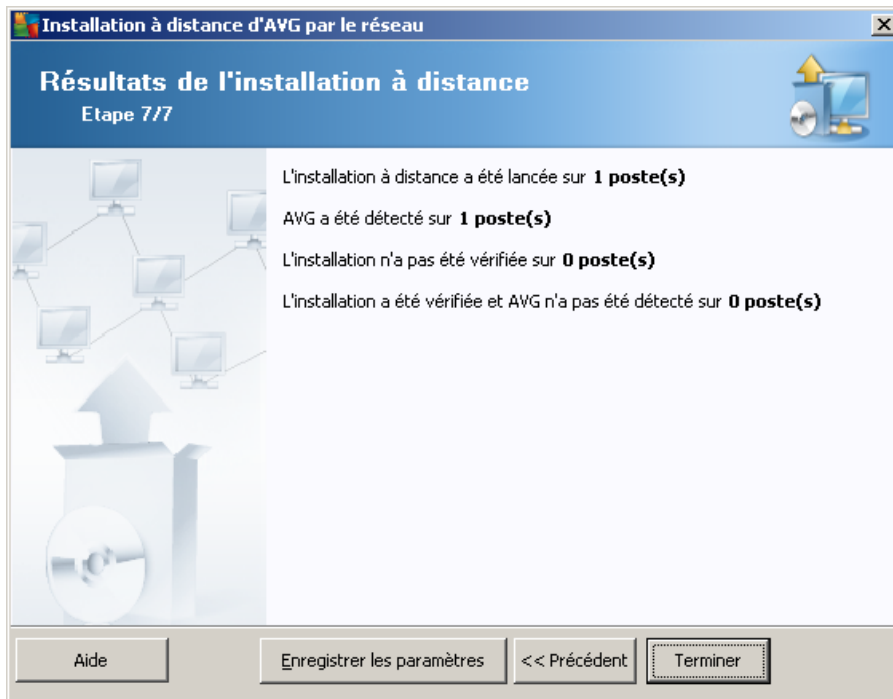 Installation à distance d'AVG par le réseau
Résultats de l'installation à distance
Etape 7/7
L'installation à distance a été lancée sur 1 poste(s)
AVG a été détecté sur 1 poste(s)
L'installation n'a pas été vérifiée sur 0 poste(s)
L'installation a été vérifiée et AVG n'a pas été détecté sur 0 poste(s)
Aide
Enregistrer les paramètres
<< Précédent
Terminer